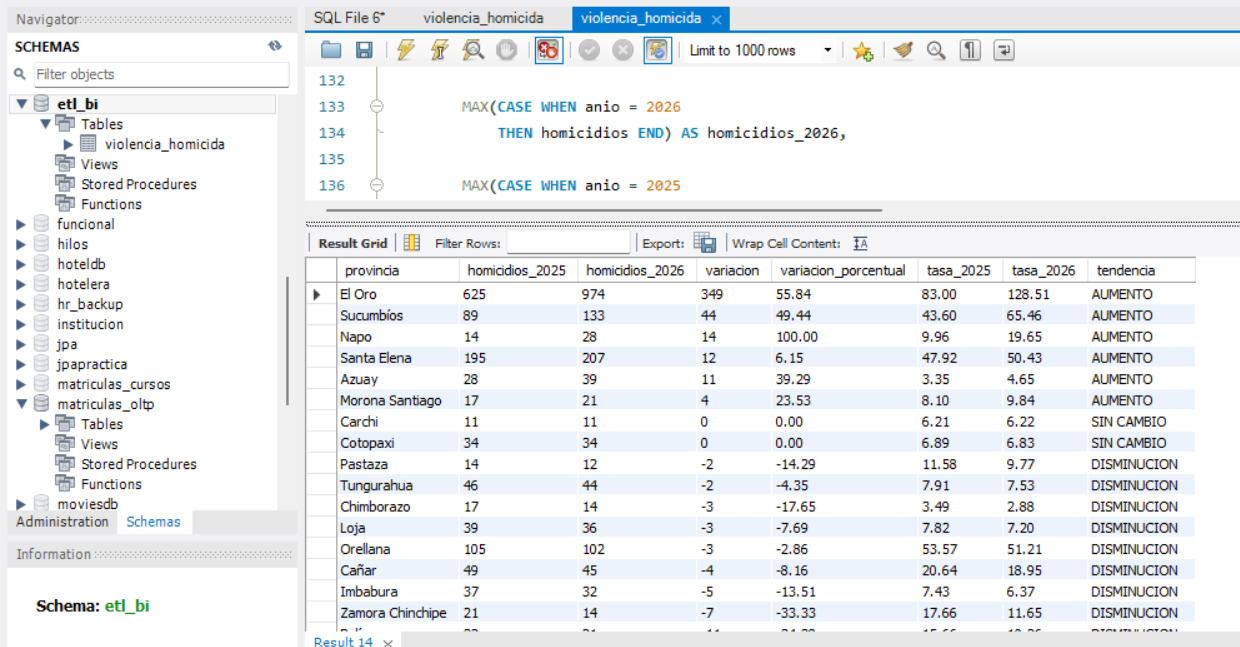 Navigator
SCHEMAS
Filter objects
etl_bi
Tables
violencia_homicida
Views
Stored Procedures
Functions
funcional
hilos
hoteldb
hotelera
hr_backup
institucion
jpa
jpapractica
matriculas_cursos
matriculas_oltp
Tables
Views
Stored Procedures
Functions
moviesdb
Administration Schemas
Information
Schema: etl_bi
SQL File 6* violencia_homicida violencia_homicida
Limit to 1000 rows
132
133 MAX(CASE WHEN anio = 2026
134 THEN homicidios END) AS homicidios_2026,
135
136 MAX(CASE WHEN anio = 2025
Result Grid Filter Rows: Export: Wrap Cell Content: IA
provincia homicidios_2025 homicidios_2026 variacion variacion_porcentual tasa_2025 tasa_2026 tendencia
El Oro 625 974 349 55.84 83.00 128.51 AUMENTO
Sucumbíos 89 133 44 49.44 43.60 65.46 AUMENTO
Napo 14 28 14 100.00 9.96 19.65 AUMENTO
Santa Elena 195 207 12 6.15 47.92 50.43 AUMENTO
Azuay 28 39 11 39.29 3.35 4.65 AUMENTO
Morona Santiago 17 21 4 23.53 8.10 9.84 AUMENTO
Carchi 11 11 0 0.00 6.21 6.22 SIN CAMBIO
Cotopaxi 34 34 0 0.00 6.89 6.83 SIN CAMBIO
Pastaza 14 12 -2 -14.29 11.58 9.77 DISMINUCION
Tungurahua 46 44 -2 -4.35 7.91 7.53 DISMINUCION
Chimborazo 17 14 -3 -17.65 3.49 2.88 DISMINUCION
Loja 39 36 -3 -7.69 7.82 7.20 DISMINUCION
Orellana 105 102 -3 -2.86 53.57 51.21 DISMINUCION
Cañar 49 45 -4 -8.16 20.64 18.95 DISMINUCION
Imbabura 37 32 -5 -13.51 7.43 6.37 DISMINUCION
Zamora Chinchipe 21 14 -7 -33.33 17.66 11.65 DISMINUCION
Result 14